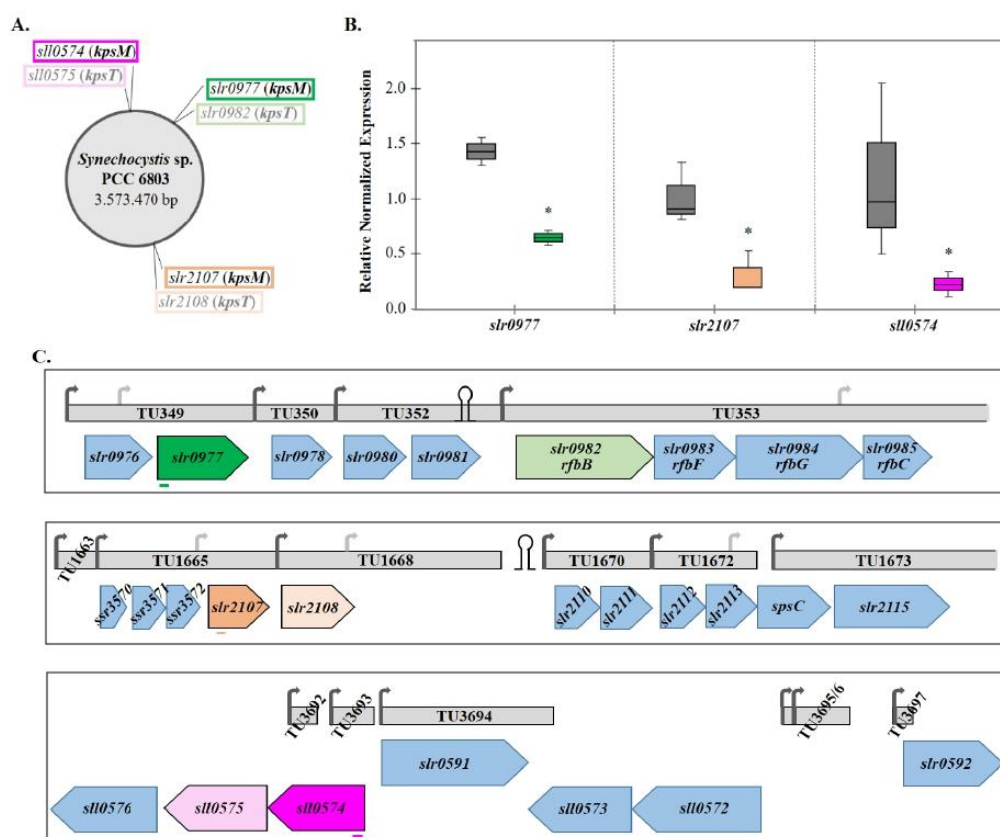 A.
sll0574 (kpsM)
sll0575 (kpsT)
slr0977 (kpsM)
slr0982 (kpsT)
Synechocystis sp.
PCC 6803
3.573.470 bp
slr2107 (kpsM)
slr2108 (kpsT)
B.
Relative Normalized Expression
2.0
1.5
1.0
0.5
0.0
*
*
*
slr0977
slr2107
sll0574
C.
TU349
TU350
TU352
TU353
slr0976
slr0977
slr0978
slr0980
slr0981
slr0982
rfbB
slr0983
rfbF
slr0984
rfbG
slr0985
rfbC
TU1663
TU1665
TU1668
TU1670
TU1672
TU1673
ssr3570
ssr3571
ssr3572
slr2107
slr2108
slr2110
slr2111
slr2112
slr2113
spsC
slr2115
TU3692
TU3693
TU3694
TU3695/6
TU3697
slr0591
slr0592
sll0576
sll0575
sll0574
sll0573
sll0572